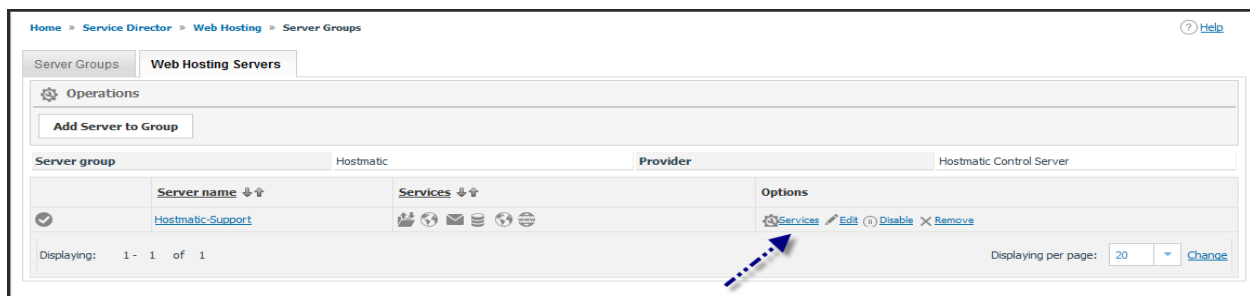 Home » Service Director » Web Hosting » Server Groups
? Help
Server Groups Web Hosting Servers
Operations
Add Server to Group
Server group Hostmatic Provider Hostmatic Control Server
Server name Services Options
Hostmatic-Support www Services Edit Disable Remove
Displaying: 1 - 1 of 1 Displaying per page: 20 Change